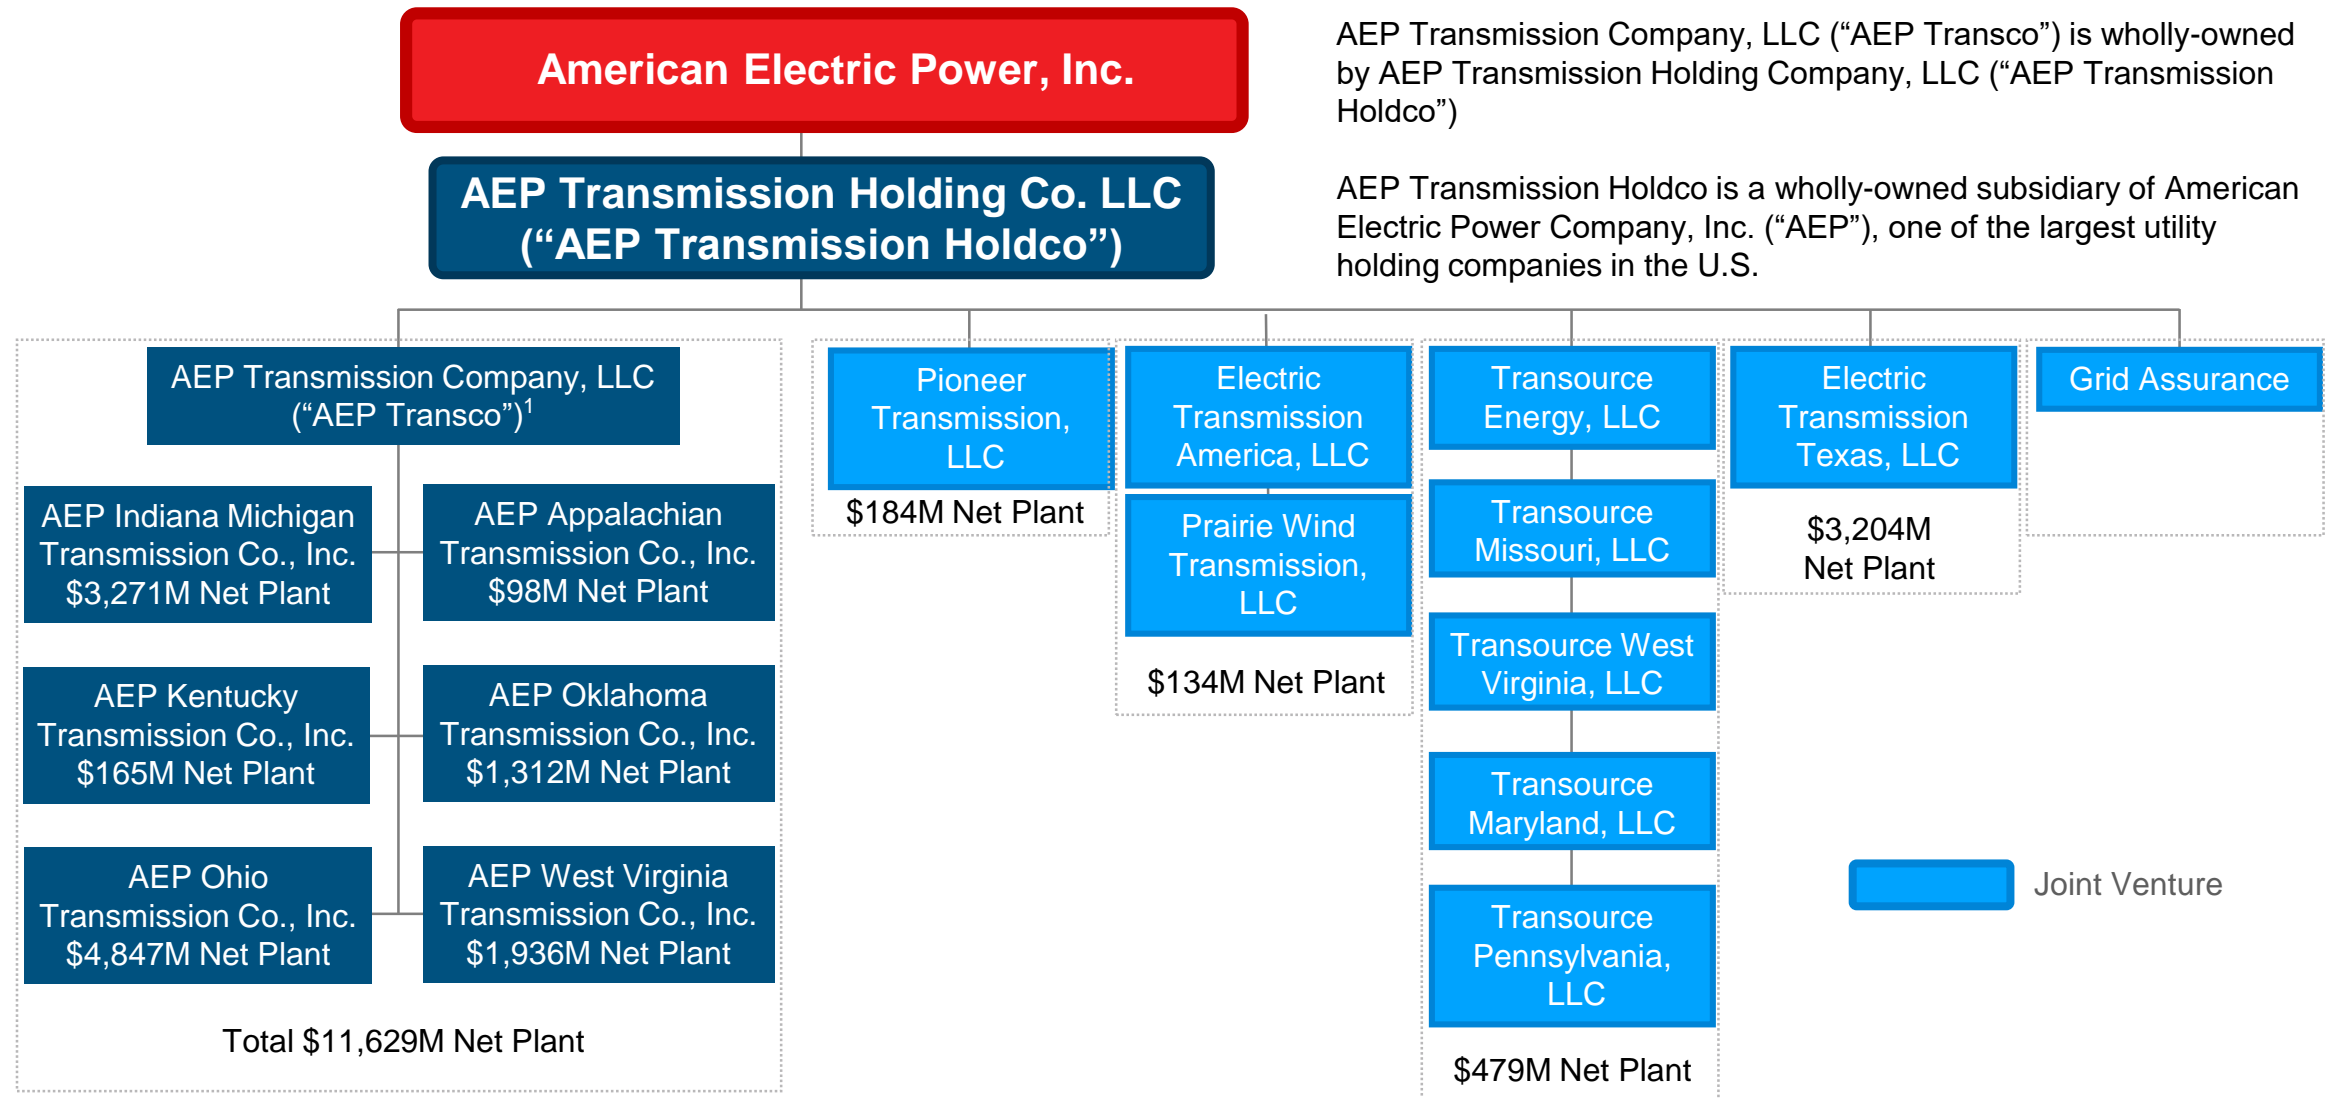 American Electric Power, Inc.
AEP Transmission Company, LLC (“AEP Transco”) is wholly-owned
by AEP Transmission Holding Company, LLC (“AEP Transmission
Holdco”)
AEP Transmission Holding Co. LLC
(“AEP Transmission Holdco”)
AEP Transmission Holdco is a wholly-owned subsidiary of American
Electric Power Company, Inc. (“AEP”), one of the largest utility
holding companies in the U.S.
AEP Transmission Company, LLC
(“AEP Transco”)1
AEP Indiana Michigan
Transmission Co., Inc.
$3,271M Net Plant
AEP Appalachian
Transmission Co., Inc.
$98M Net Plant
AEP Kentucky
Transmission Co., Inc.
$165M Net Plant
AEP Oklahoma
Transmission Co., Inc.
$1,312M Net Plant
AEP Ohio
Transmission Co., Inc.
$4,847M Net Plant
AEP West Virginia
Transmission Co., Inc.
$1,936M Net Plant
Total $11,629M Net Plant
Pioneer
Transmission,
LLC
$184M Net Plant
Electric
Transmission
America, LLC
Prairie Wind
Transmission,
LLC
$134M Net Plant
Transource
Energy, LLC
Transource
Missouri, LLC
Transource West
Virginia, LLC
Transource
Maryland, LLC
Transource
Pennsylvania,
LLC
$479M Net Plant
Electric
Transmission
Texas, LLC
$3,204M
Net Plant
Grid Assurance
Joint Venture